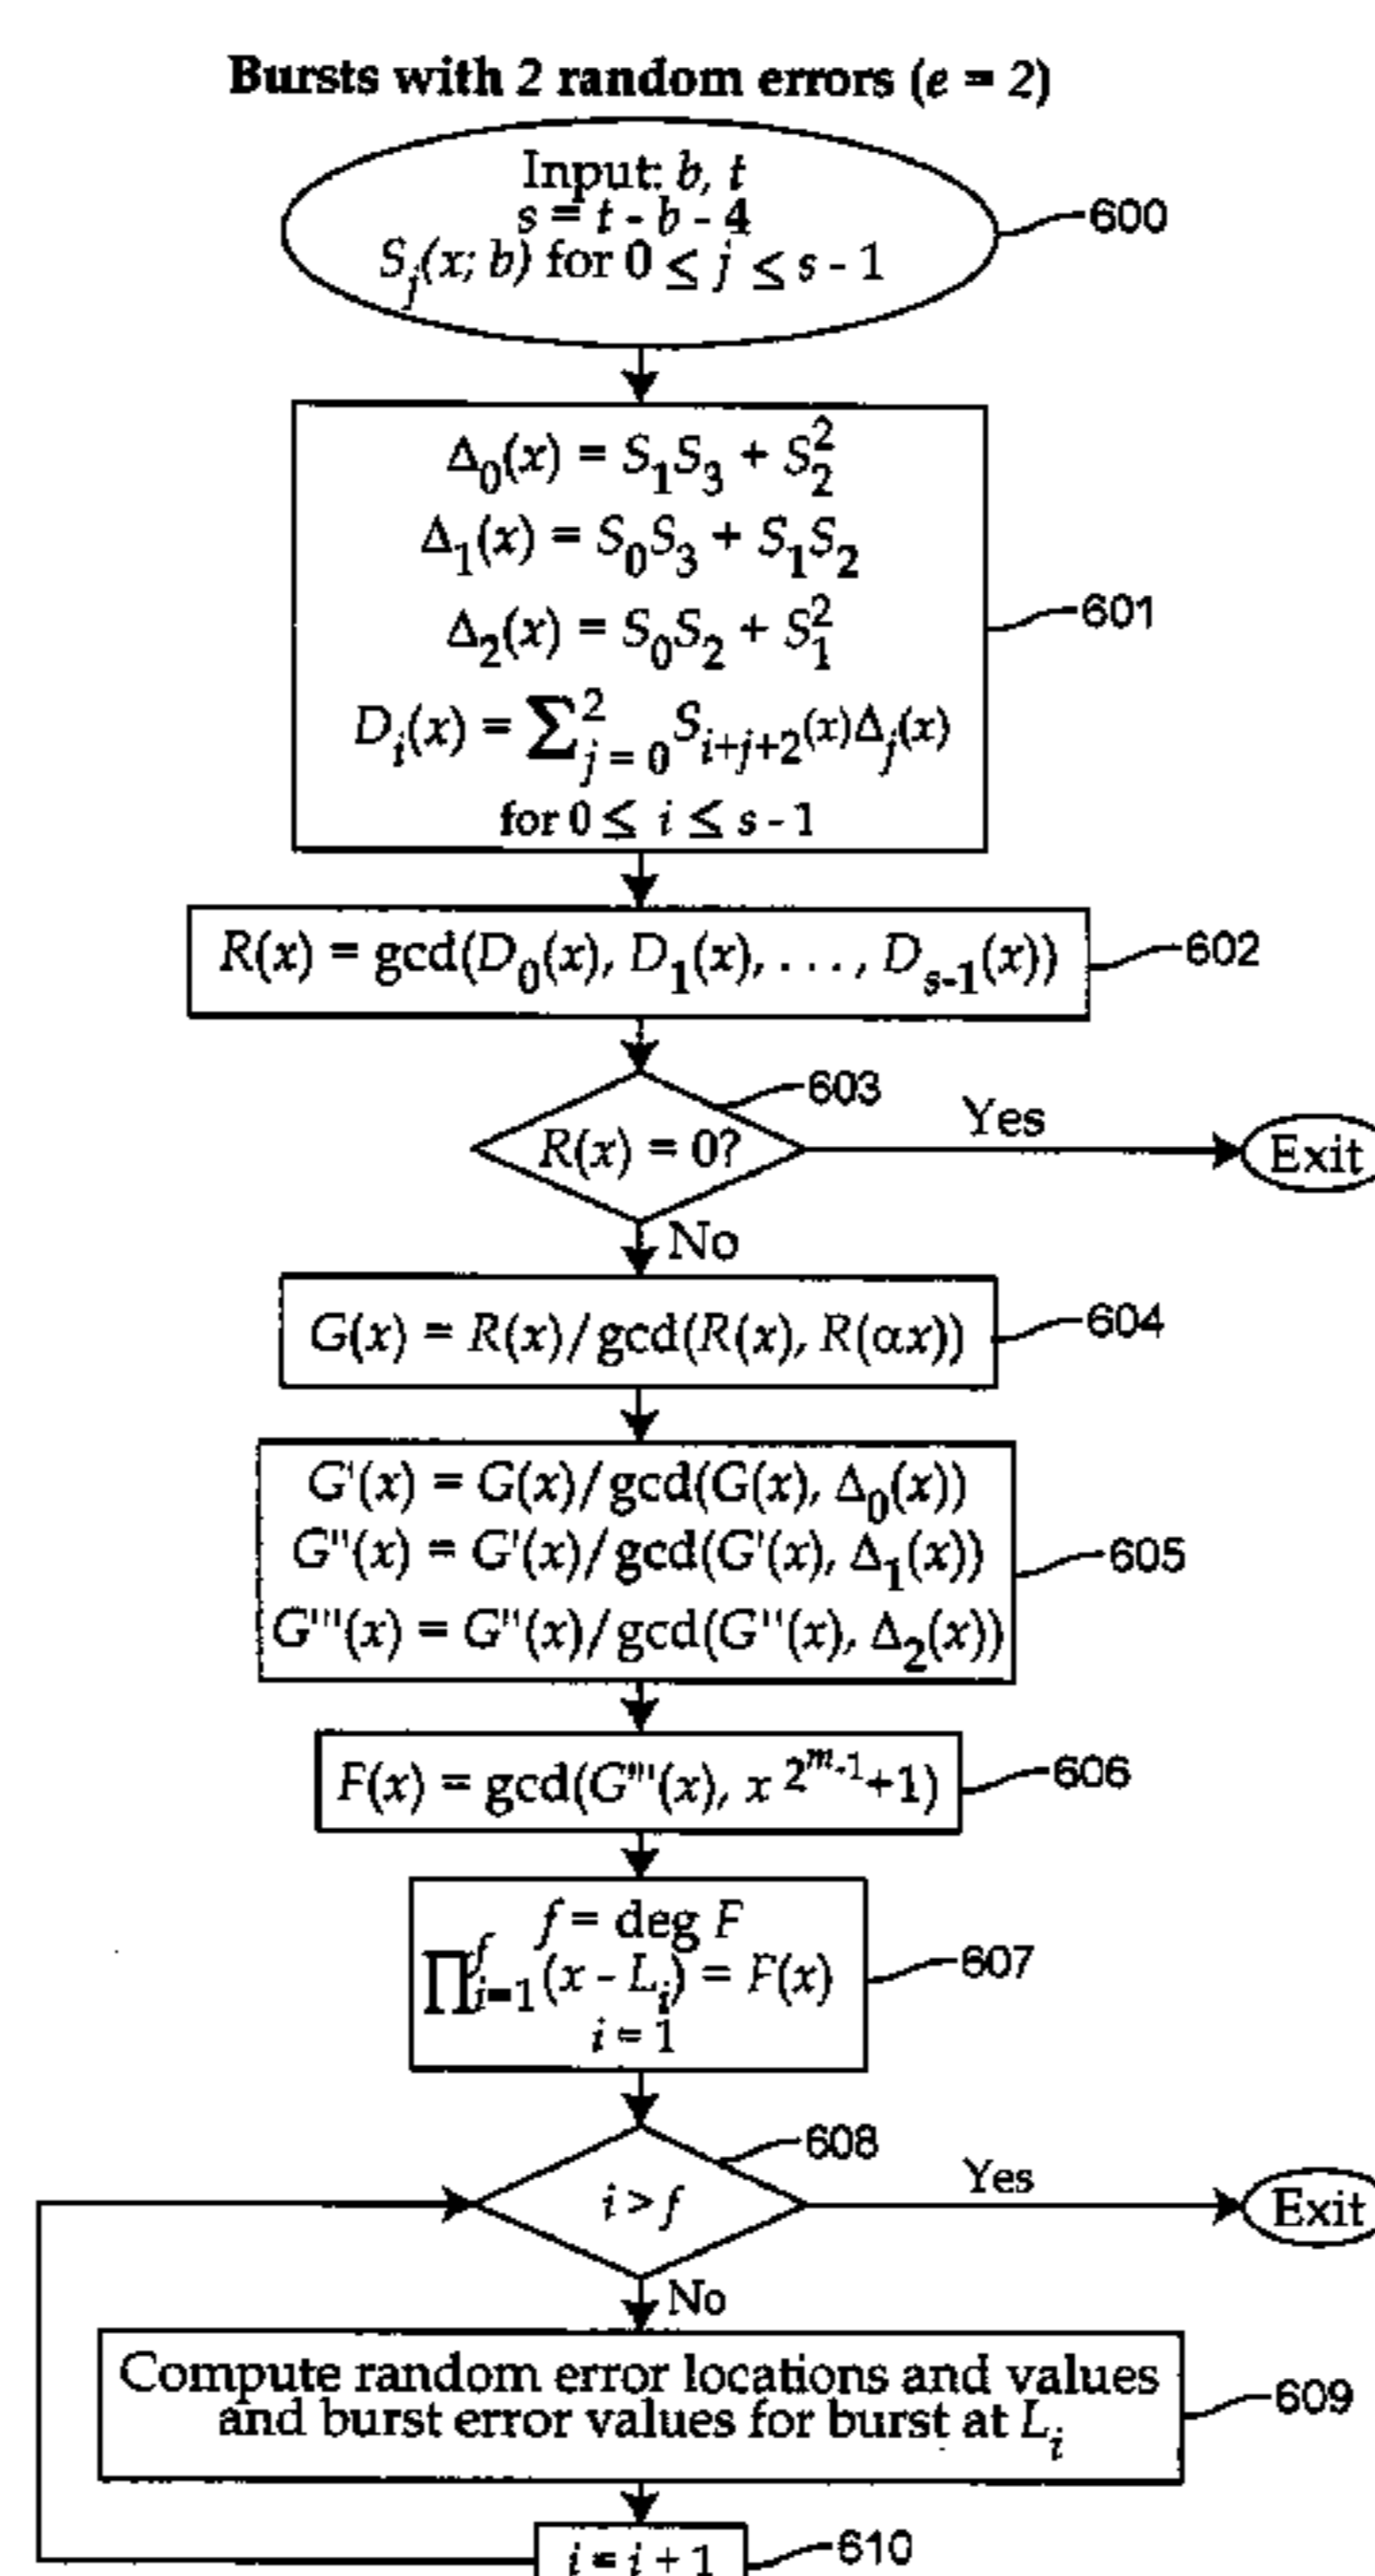 Bursts with 2 random errors (e = 2)
Input: b, t
s = t - b - 4
S_j(x; b) for 0 ≤ j ≤ s - 1
600
Δ_0(x) = S_1S_3 + S_2^2
Δ_1(x) = S_0S_3 + S_1S_2
Δ_2(x) = S_0S_2 + S_1^2
D_i(x) = ∑_{j = 0}^2 S_{i+j+2}(x)Δ_j(x)
for 0 ≤ i ≤ s - 1
601
R(x) = gcd(D_0(x), D_1(x), . . . , D_{s-1}(x))
602
603
R(x) = 0?
Yes
Exit
No
G(x) = R(x)/gcd(R(x), R(αx))
604
G'(x) = G(x)/gcd(G(x), Δ_0(x))
G''(x) = G'(x)/gcd(G'(x), Δ_1(x))
G'''(x) = G''(x)/gcd(G''(x), Δ_2(x))
605
F(x) = gcd(G'''(x), x^{2^m-1}+1)
606
f = deg F
∏_{i=1}^f (x - L_i) = F(x)
i = 1
607
608
i > f
Yes
Exit
No
Compute random error locations and values
and burst error values for burst at L_i
609
i = i + 1
610